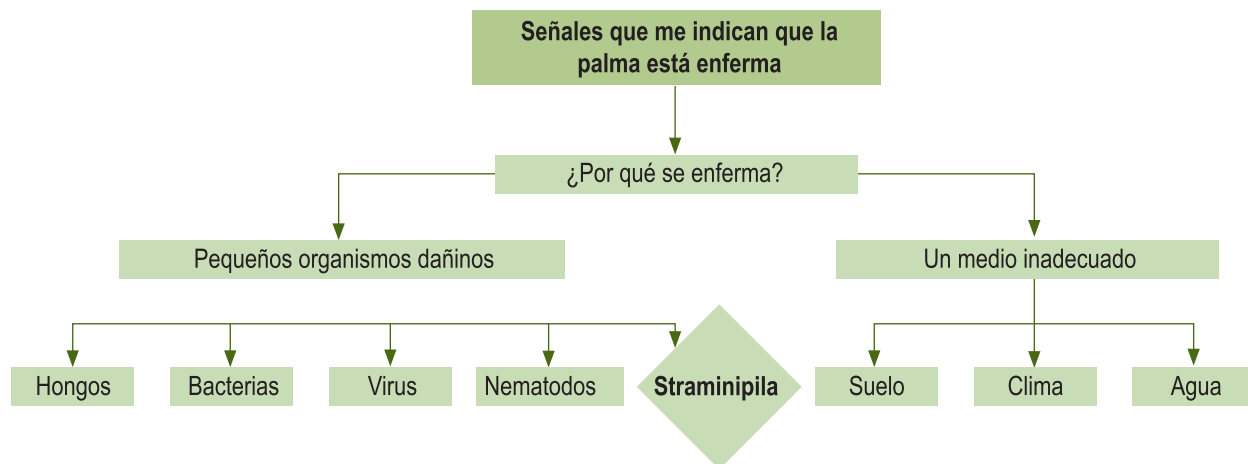 Señales que me indican que la
palma está enferma
¿Por qué se enferma?
Pequeños organismos dañinos
Un medio inadecuado
Hongos
Bacterias
Virus
Nematodos
Straminipila
Suelo
Clima
Agua